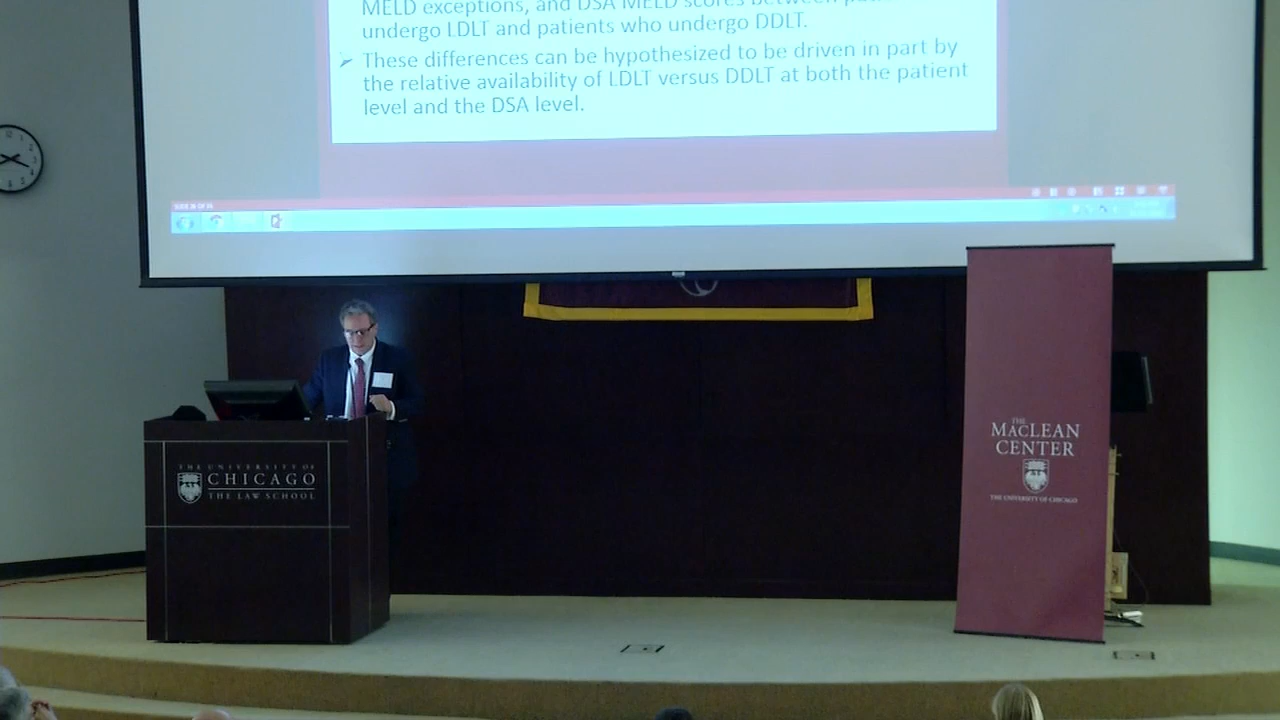 MELD exceptions, and DSA MELD scores between
undergo LDLT and patients who undergo DDLT.
➢ These differences can be hypothesized to be driven in part by
the relative availability of LDLT versus DDLT at both the patient
level and the DSA level.
THE UNIVERSITY OF
CHICAGO
THE LAW SCHOOL
THE
MACLEAN
CENTER
THE UNIVERSITY OF CHICAGO